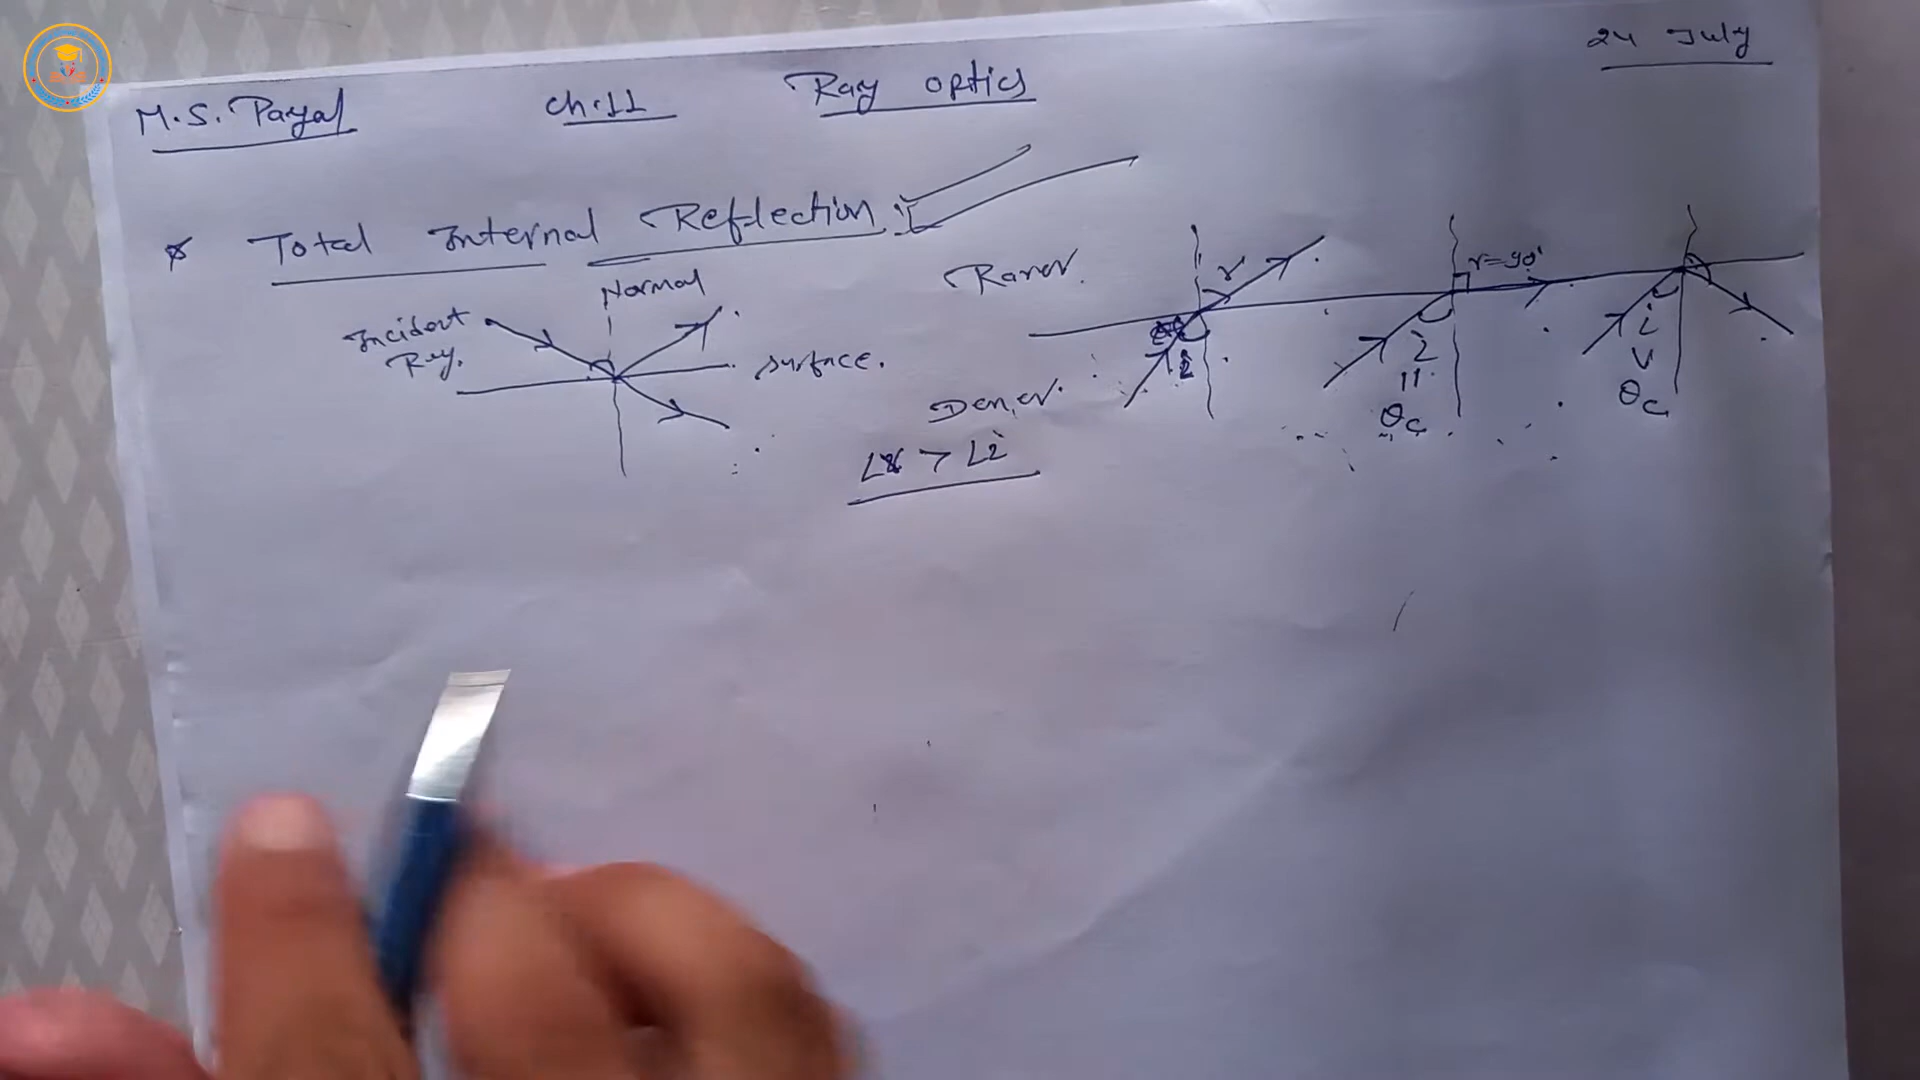 M.S. Payal Ch.11 Ray optics 24 July
* Total Internal Reflection :
Normal
Incident Ray.
surface.
Rarer.
Denser.
∠r > ∠i
r
i
r=90°
i
11
θc
i
V
θc